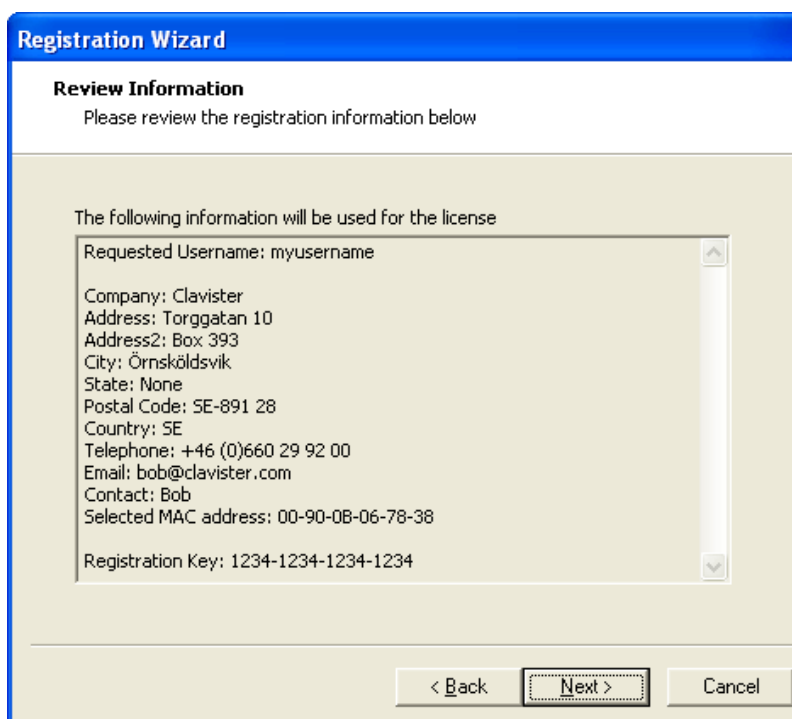 Registration Wizard
Review Information
Please review the registration information below
The following information will be used for the license
Requested Username: myusername
Company: Clavister
Address: Torggatan 10
Address2: Box 393
City: Örnsköldsvik
State: None
Postal Code: SE-891 28
Country: SE
Telephone: +46 (0)660 29 92 00
Email: bob@clavister.com
Contact: Bob
Selected MAC address: 00-90-0B-06-78-38
Registration Key: 1234-1234-1234-1234
< Back Next > Cancel